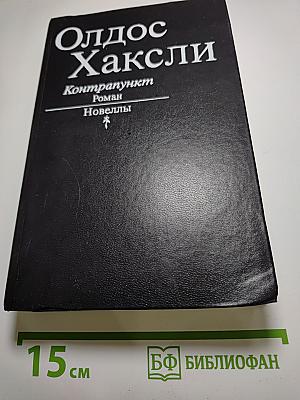 Олдос
Хаксли
Контрапункт
Роман
Новеллы
15 см
БФ БИБЛИОФАН